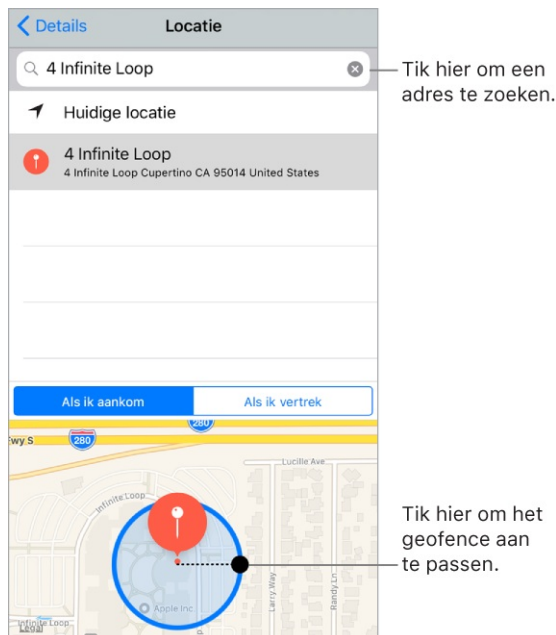 Details
Locatie
4 Infinite Loop
Tik hier om een
adres te zoeken.
Huidige locatie
4 Infinite Loop
4 Infinite Loop Cupertino CA 95014 United States
Als ik aankom
Als ik vertrek
280
Fwy S
280
Lucille Ave
Infinite Loop
Tik hier om het
geofence aan
te passen.
Larry Way
Randy Ln
Apple Inc.
Infinite Loop
Legal